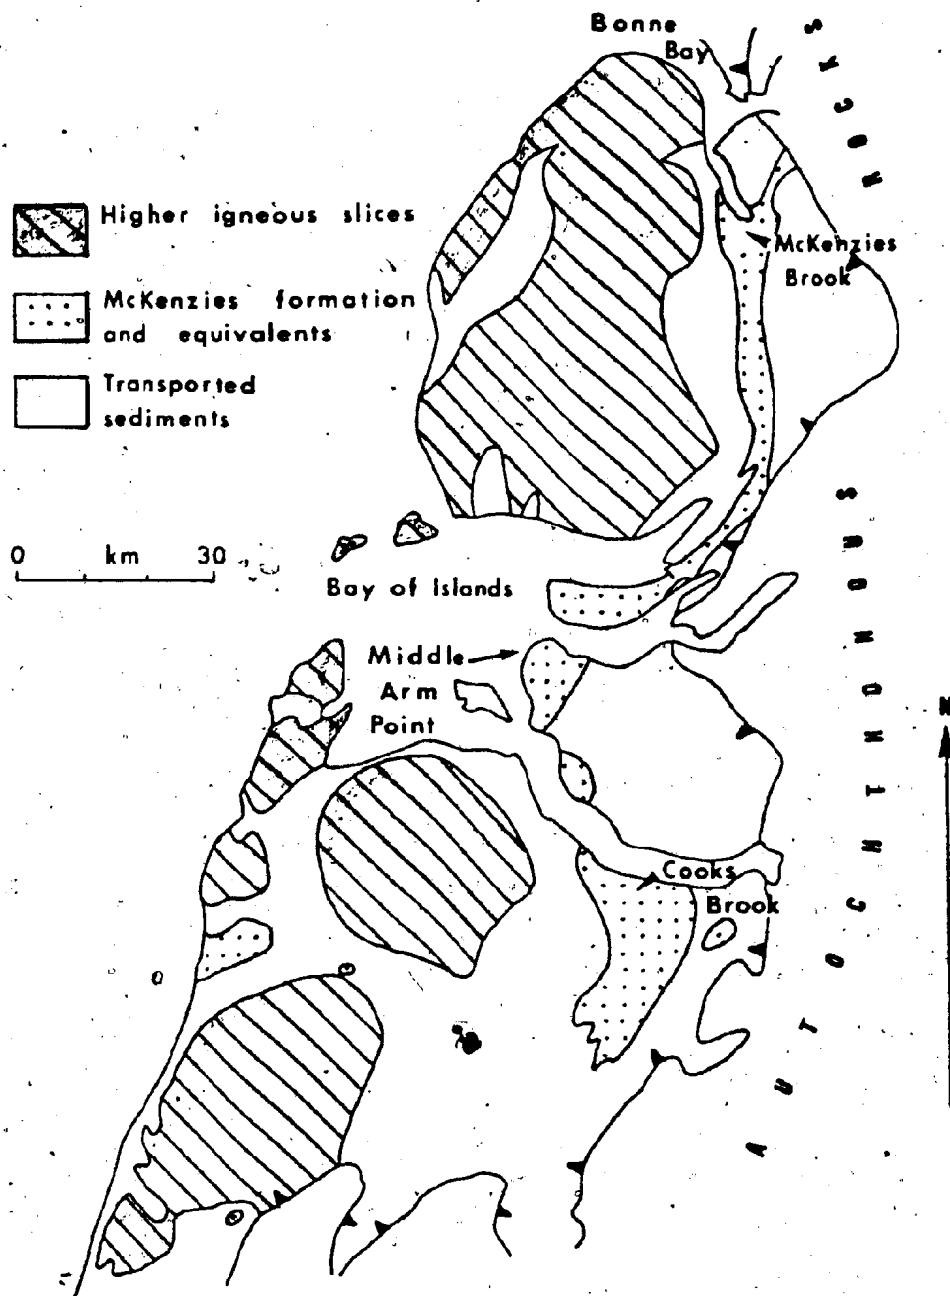 Bonne
Bay
Higher igneous slices
McKenzies formation
and equivalents
Transported
sediments
McKenzies
Brook
0 km 30
Bay of Islands
Middle
Arm
Point
N
Cooks
Brook
AUTOCHTHONOUS ROCKS